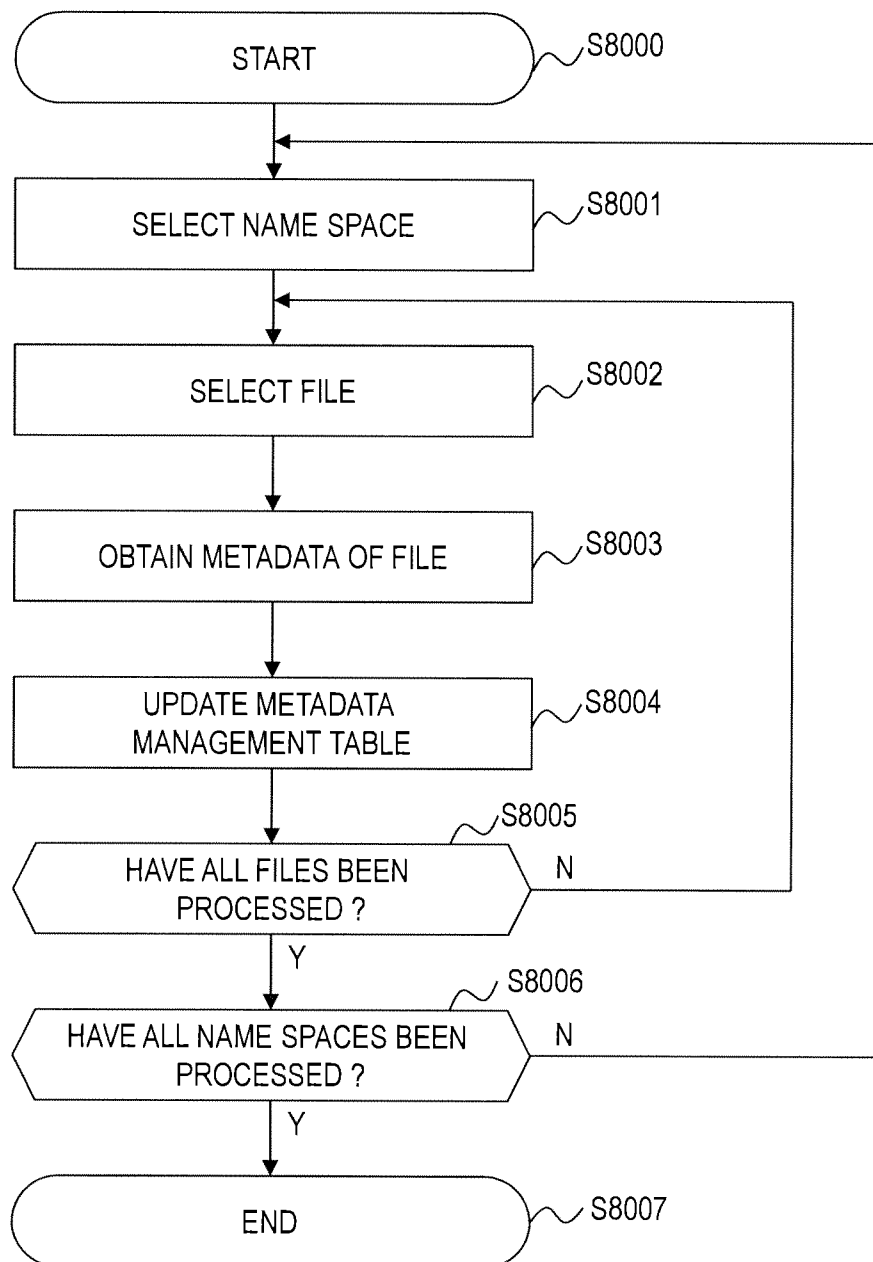 START
S8000
SELECT NAME SPACE
S8001
SELECT FILE
S8002
OBTAIN METADATA OF FILE
S8003
UPDATE METADATA
MANAGEMENT TABLE
S8004
S8005
HAVE ALL FILES BEEN
PROCESSED ?
N
Y
S8006
HAVE ALL NAME SPACES BEEN
PROCESSED ?
N
Y
END
S8007